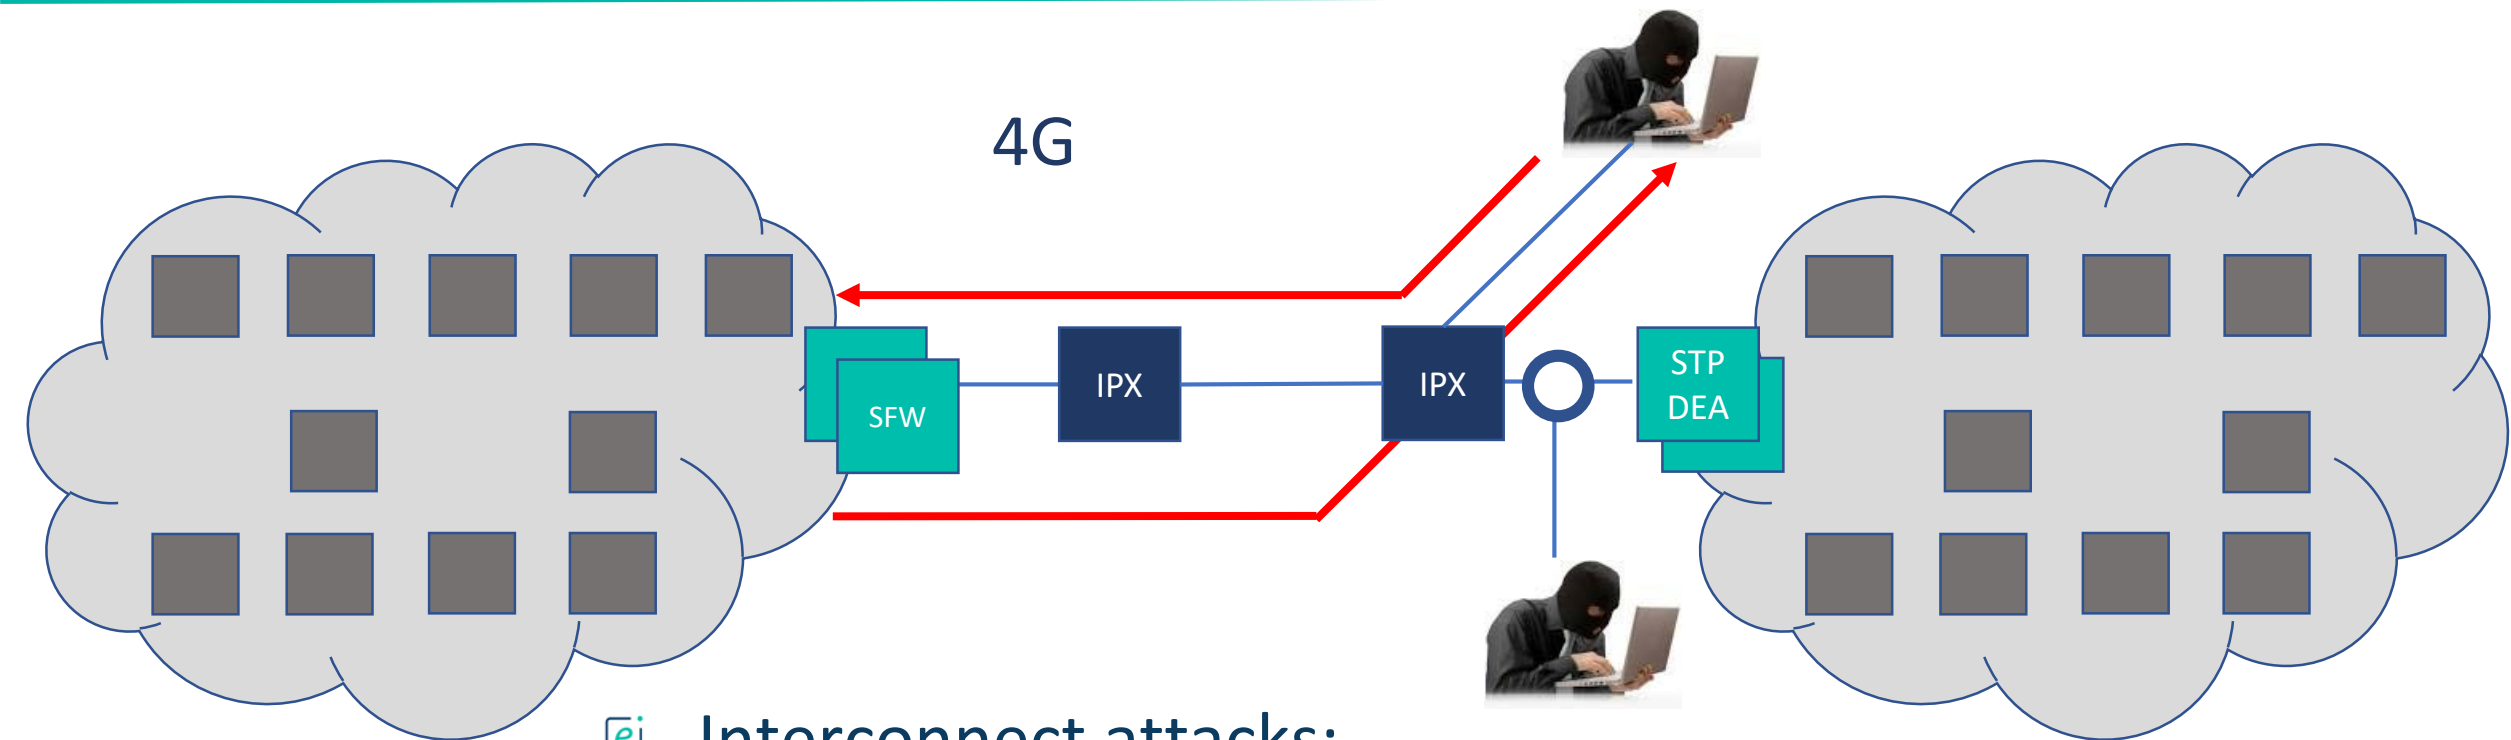 4G
SFW
IPX
IPX
STP
DEA
Interconnect attacks: